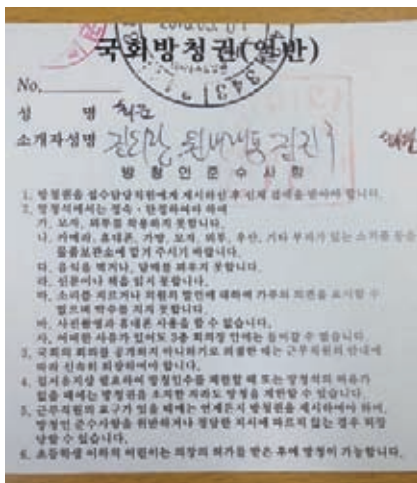 국회방청권(일반)
No.
성 명
소개자성명
방청인준수사항
1. 방청권을 접수담당직원에게 제시하신 후 신체 검색을 받아야 합니다.
2. 방청석에서는 정숙·단정하여야 하며
가. 모자, 외투를 착용하지 못합니다.
나. 카메라, 휴대폰, 가방, 모자, 외투, 우산, 기타 부피가 있는 소지품 등은
물품보관소에 맡겨 주시기 바랍니다.
다. 음식을 먹거나, 담배를 피우지 못합니다.
라. 신문이나 책을 읽지 못합니다.
마. 소리를 지르거나 의원의 발언에 대하여 가부의 의견을 표시할 수
없으며 박수를 치지 못합니다.
바. 사진촬영과 휴대폰 사용을 할 수 없습니다.
사. 어떠한 사유가 있어도 3층 회의장 안에는 들어갈 수 없습니다.
3. 국회의 회의를 공개하지 아니하기로 의결한 때는 근무직원의 안내에
따라 신속히 퇴장하여야 합니다.
4. 질서유지상 필요하여 방청인수를 제한할 때 또는 방청석의 여유가
없을 때에는 방청권을 소지한 자라도 방청을 제한할 수 있습니다.
5. 근무직원의 요구가 있을 때에는 언제든지 방청권을 제시하여야 하며,
방청인 준수사항을 위반하거나 정당한 지시에 따르지 않는 경우 퇴장
당할 수 있습니다.
6. 초등학생 이하의 어린이는 의장의 허가를 받은 후에 방청이 가능합니다.